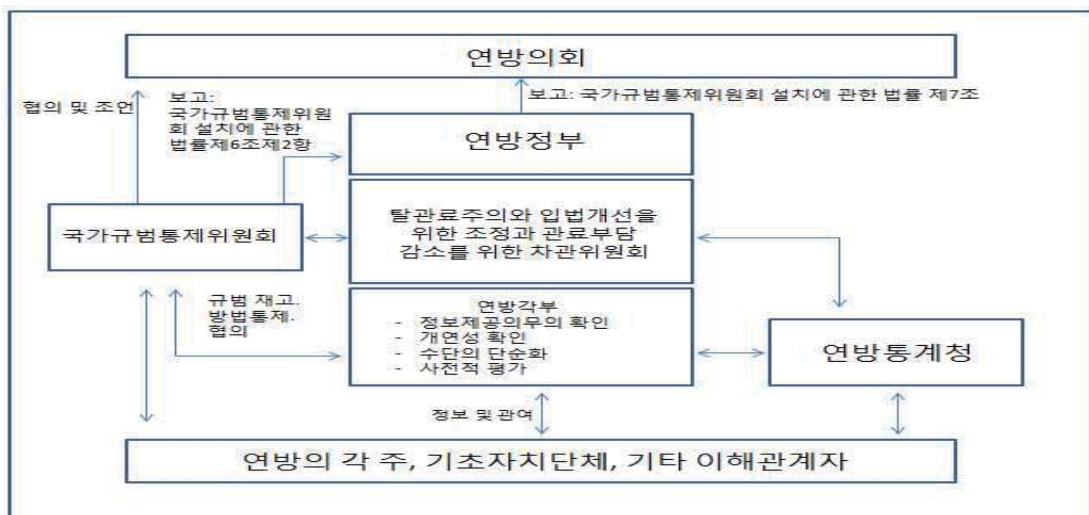 연방의회
협의 및 조언
보고:
국가규범통제위원
회 설치에 관한
법률제6조제2항
보고: 국가규범통제위원회 설치에 관한 법률 제7조
연방정부
국가규범통제위원회
탈관료주의와 입법개선을
위한 조정과 관료부담
감소를 위한 차관위원회
규범 재고.
방법통제.
협의
연방각부
- 정보제공의무의 확인
- 개연성 확인
- 수단의 단순화
- 사전적 평가
연방통계청
정보 및 관여
연방의 각 주, 기초자치단체, 기타 이해관계자